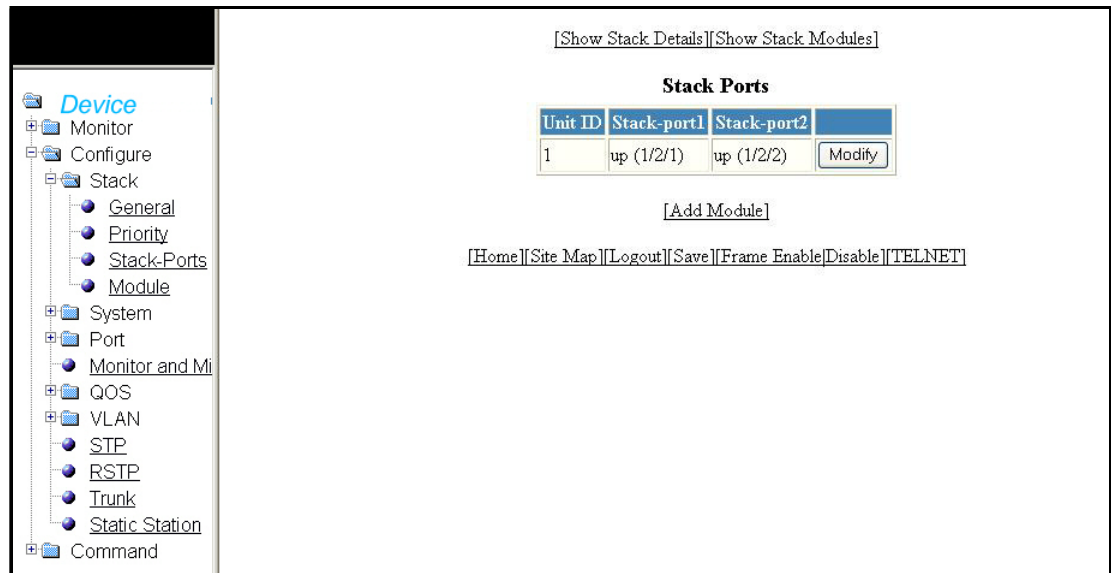 Device
Monitor
Configure
Stack
General
Priority
Stack-Ports
Module
System
Port
Monitor and Mi
QOS
VLAN
STP
RSTP
Trunk
Static Station
Command
[Show Stack Details][Show Stack Modules]
Stack Ports
Unit ID Stack-port1 Stack-port2
1 up (1/2/1) up (1/2/2) Modify
[Add Module]
[Home][Site Map][Logout][Save][Frame Enable|Disable][TELNET]